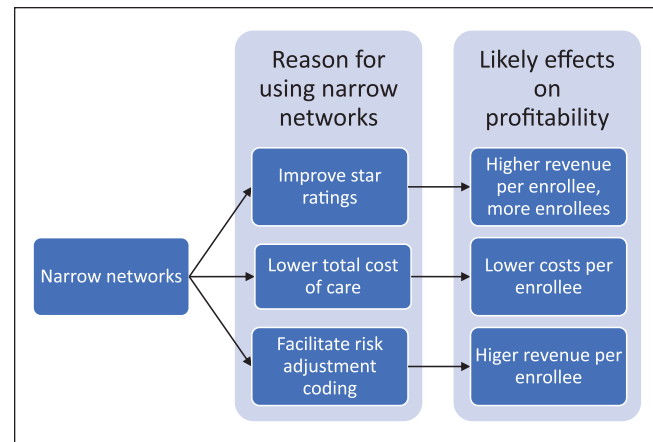 Reason for
using narrow
networks
Likely effects
on
profitability
Narrow networks
Improve star
ratings
Higher revenue
per enrollee,
more enrollees
Lower total cost
of care
Lower costs per
enrollee
Facilitate risk
adjustment
coding
Higer revenue per
enrollee